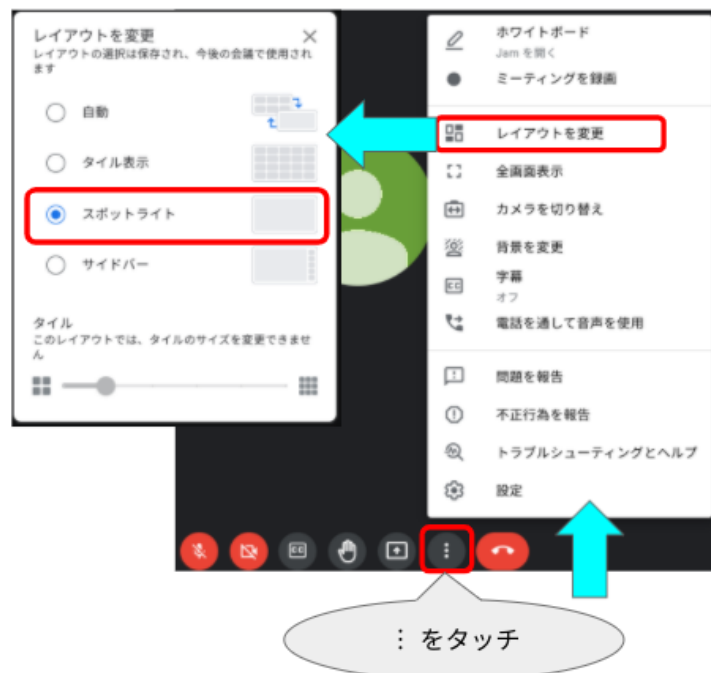 レイアウトを変更
レイアウトの選択は保存され、今後の会議で使用され
ます
自動
タイル表示
スポットライト
サイドバー
タイル
このレイアウトでは、タイルのサイズを変更できませ
ん
ホワイトボード
Jam を開く
ミーティングを録画
レイアウトを変更
全画面表示
カメラを切り替え
背景を変更
CC
字幕
オフ
電話を通して音声を使用
問題を報告
不正行為を報告
トラブルシューティングとヘルプ
設定
CC
⋮ をタッチ